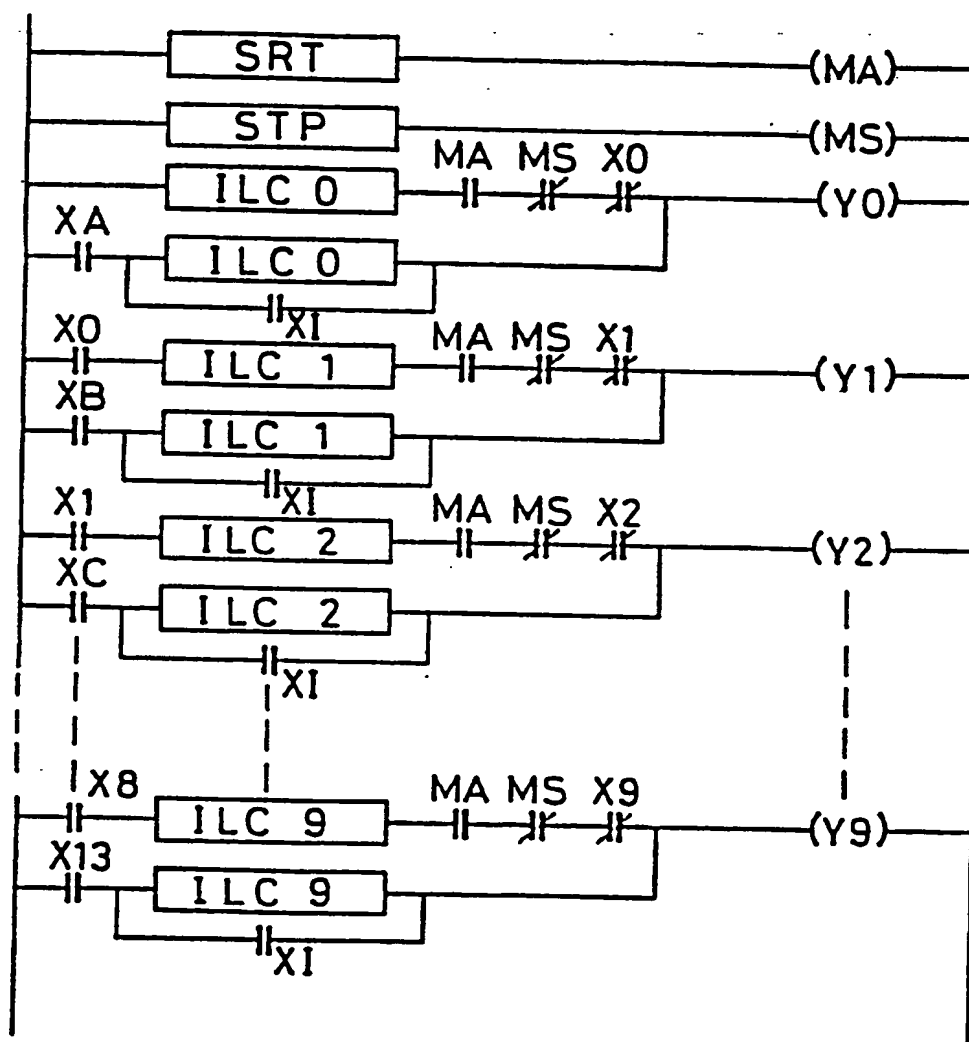 SRT (MA)
STP (MS)
MA MS X0
ILC 0 (Y0)
XA
ILC 0
XI
X0 MA MS X1
ILC 1 (Y1)
XB
ILC 1
XI
X1 MA MS X2
ILC 2 (Y2)
XC
ILC 2
XI
X8 MA MS X9
ILC 9 (Y9)
X13
ILC 9
XI